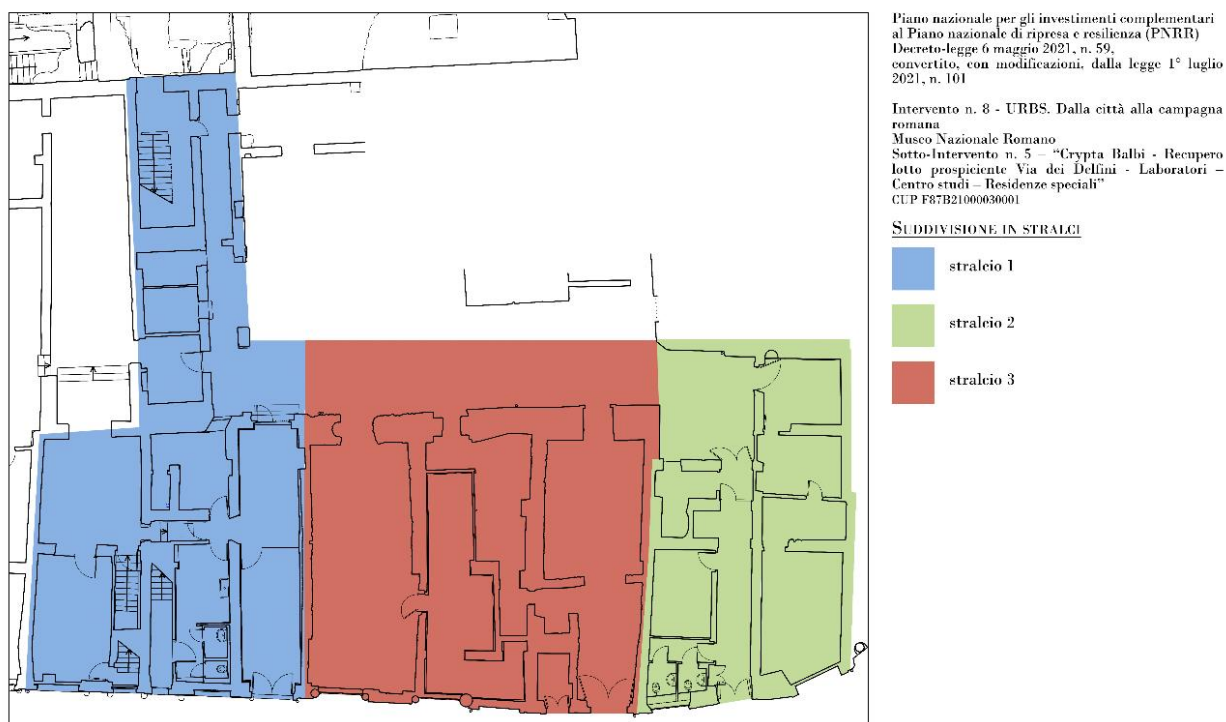 Piano nazionale per gli investimenti complementari
al Piano nazionale di ripresa e resilienza (PNRR)
Decreto-legge 6 maggio 2021, n. 59,
convertito, con modificazioni, dalla legge 1° luglio
2021, n. 101
Intervento n. 8 - URBS. Dalla città alla campagna
romana
Museo Nazionale Romano
Sotto-Intervento n. 5 – “Crypta Balbi - Recupero
lotto prospiciente Via dei Delfini - Laboratori –
Centro studi – Residenze speciali”
CUP F87B21000030001
SUDDIVISIONE IN STRALCI
stralcio 1
stralcio 2
stralcio 3